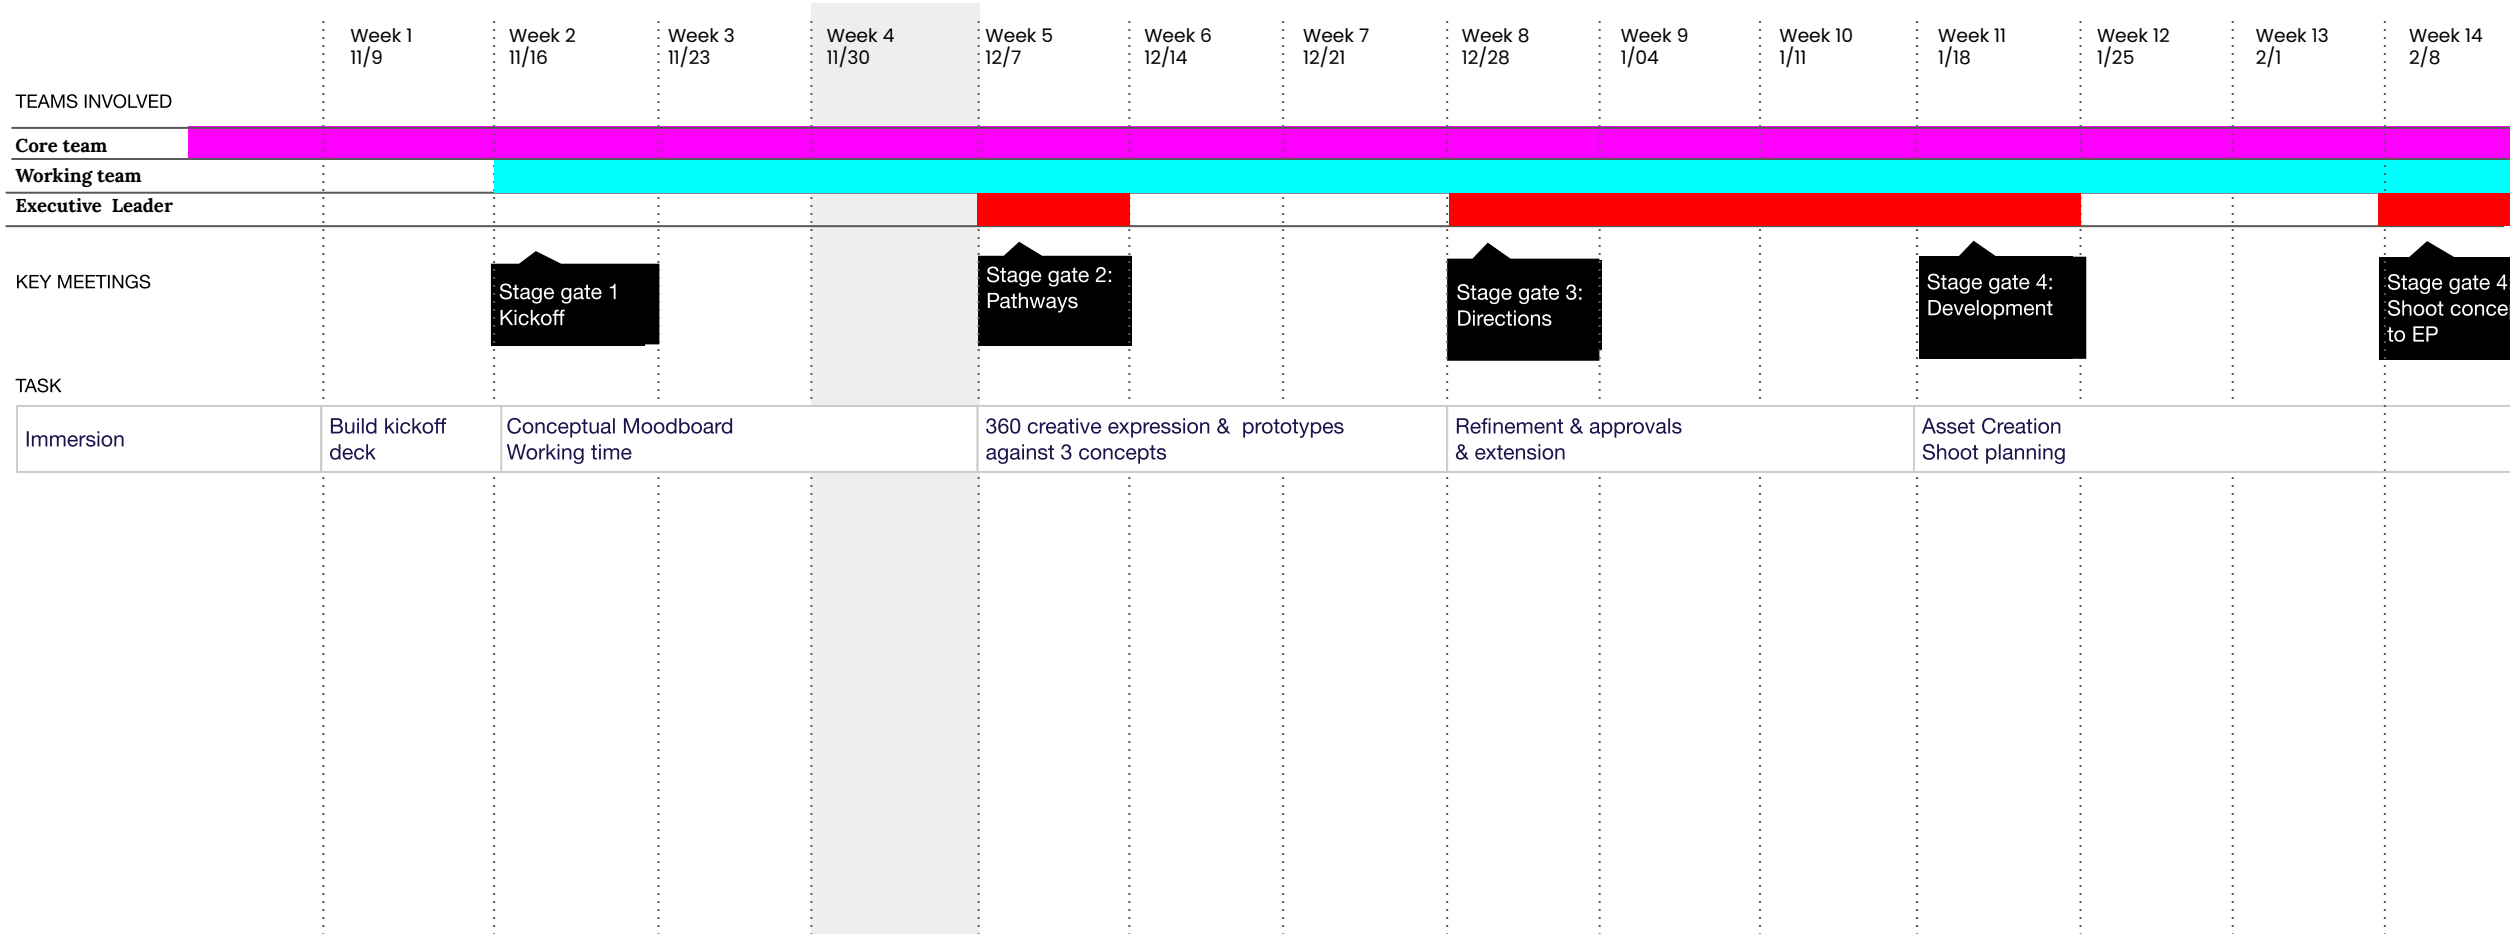 Week 1
11/9
Week 2
11/16
Week 3
11/23
Week 4
11/30
Week 5
12/7
Week 6
12/14
Week 7
12/21
Week 8
12/28
Week 9
1/04
Week 10
1/11
Week 11
1/18
Week 12
1/25
Week 13
2/1
Week 14
2/8
TEAMS INVOLVED
Core team
Working team
Executive Leader
KEY MEETINGS
Stage gate 1
Kickoff
Stage gate 2:
Pathways
Stage gate 3:
Directions
Stage gate 4:
Development
Stage gate 4:
Shoot conce
to EP
TASK
Immersion
Build kickoff
deck
Conceptual Moodboard
Working time
360 creative expression & prototypes
against 3 concepts
Refinement & approvals
& extension
Asset Creation
Shoot planning